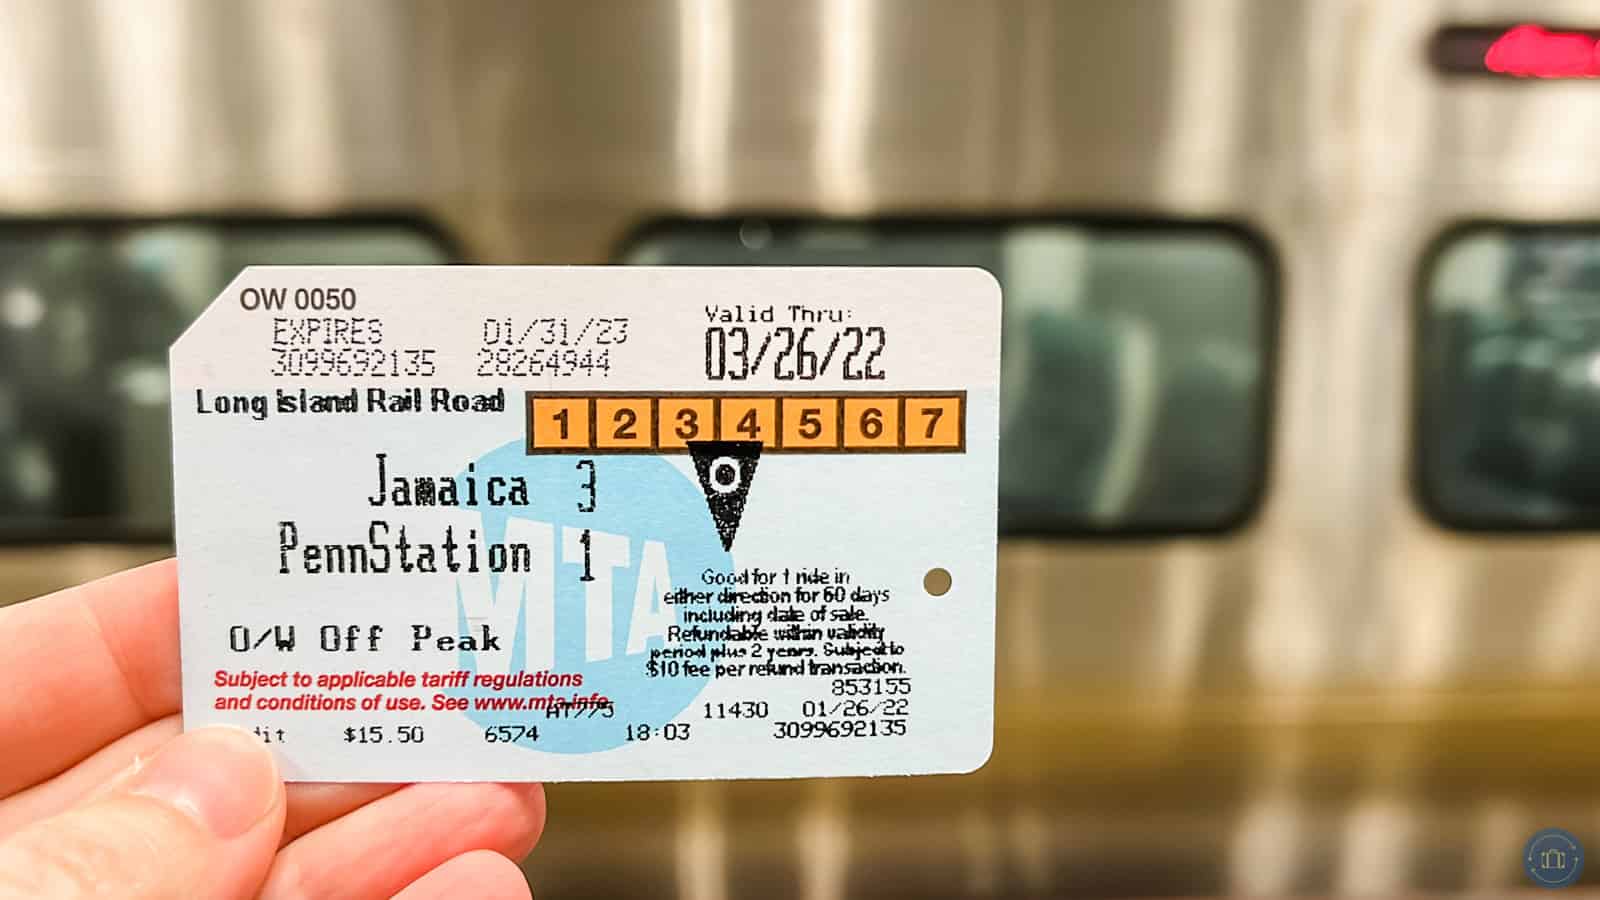 OW 0050
EXPIRES 01/31/23
3099692135 28264944
Valid Thru:
03/26/22
Long Island Rail Road
1 2 3 4 5 6 7
Jamaica 3
PennStation 1
O/W Off Peak
MTA
Good for 1 ride in
either direction for 60 days
including date of sale.
Refundable within validity
period plus 2 years. Subject to
$10 fee per refund transaction.
Subject to applicable tariff regulations
and conditions of use. See www.mta.info.
853155
11430 01/26/22
dit $15.50 6574 18:03 3099692135